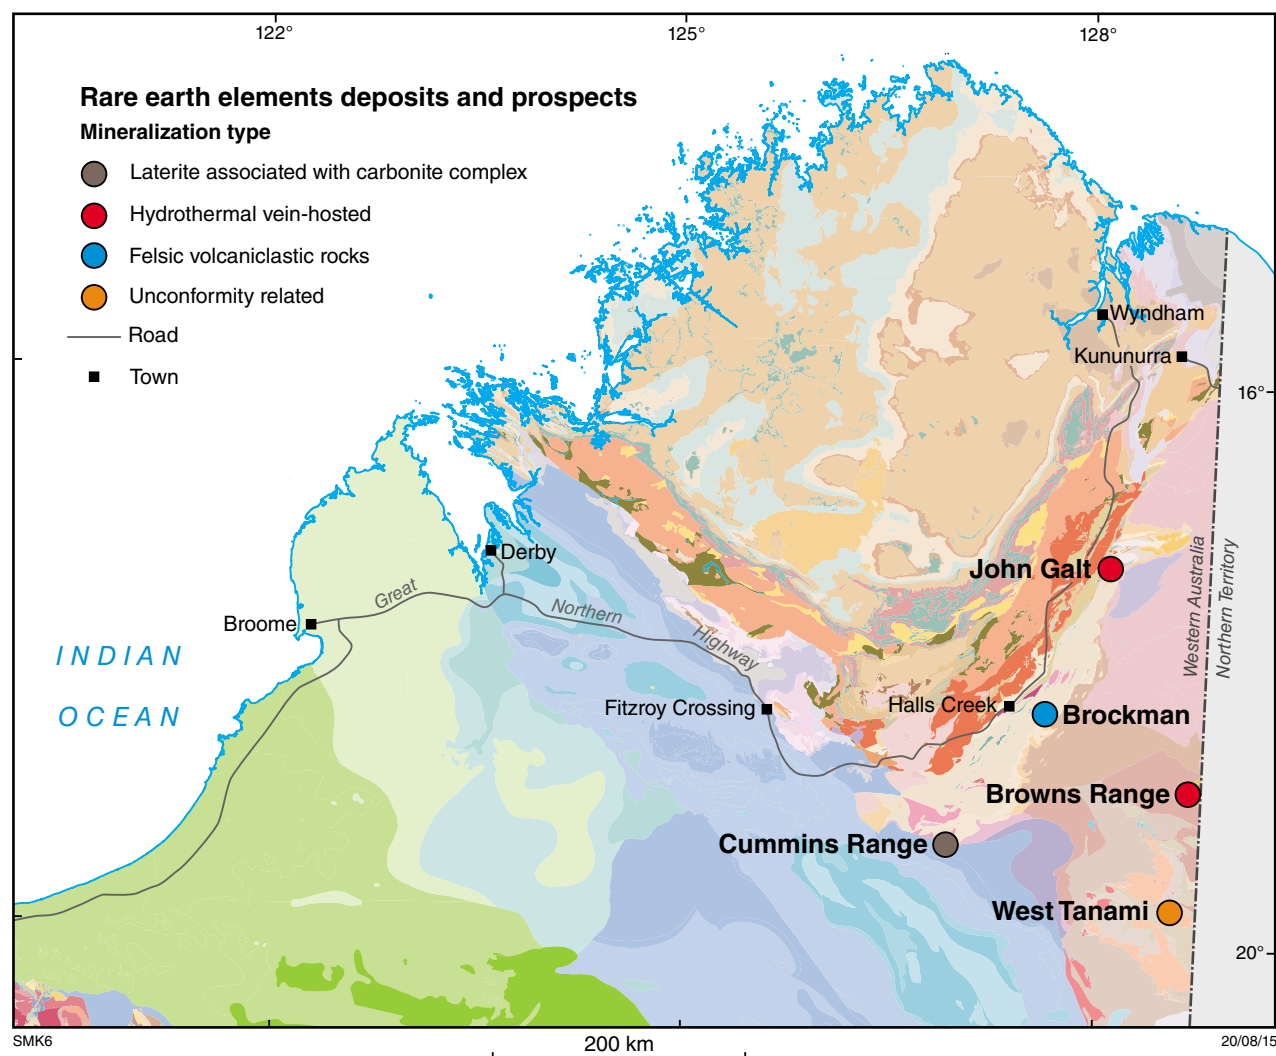 122°
125°
128°
Rare earth elements deposits and prospects
Mineralization type
Laterite associated with carbonite complex
Hydrothermal vein-hosted
Felsic volcaniclastic rocks
Unconformity related
Road
Town
Wyndham
Kununurra
16°
Derby
John Galt
Western Australia
Northern Territory
Great
Northern
Highway
Broome
INDIAN
OCEAN
Fitzroy Crossing
Halls Creek
Brockman
Browns Range
Cummins Range
West Tanami
20°
SMK6
200 km
20/08/15